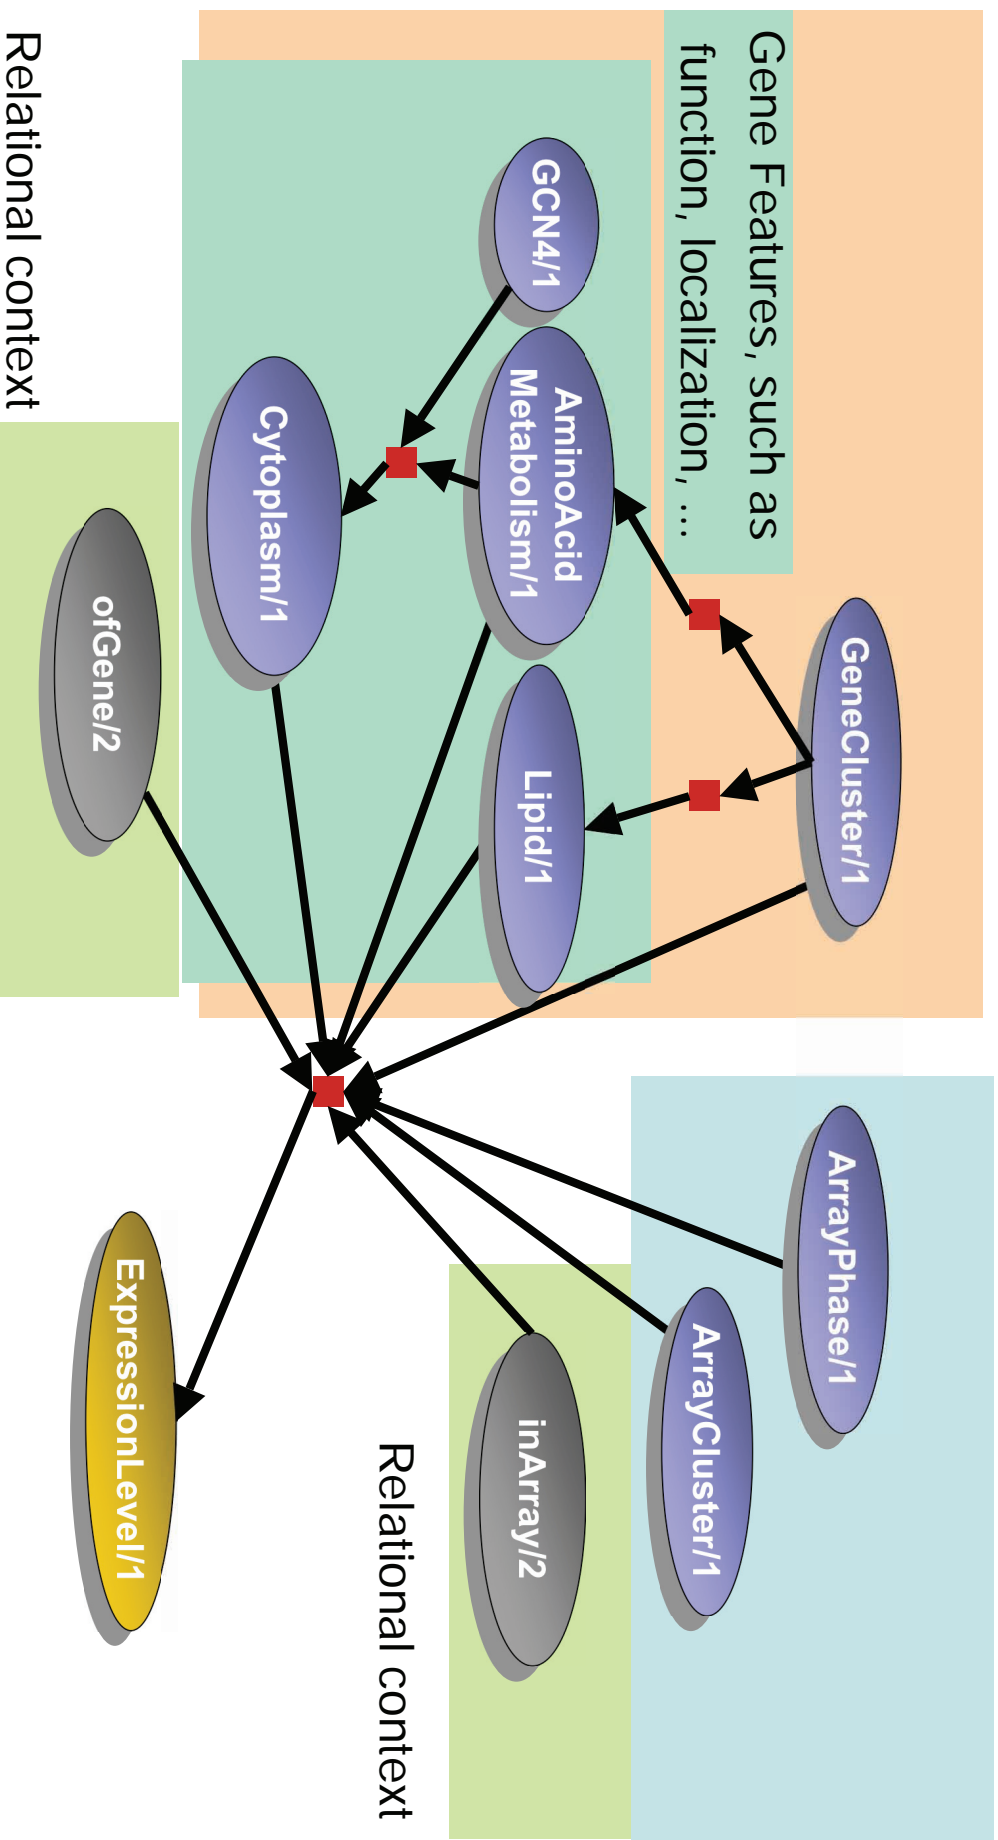 Gene Features, such as
function, localization, ...
GeneCluster/1
ArrayPhase/1
ArrayCluster/1
GCN4/1
AminoAcid
Metabolism/1
Lipid/1
inArray/2
Cytoplasm/1
Relational context
ofGene/2
ExpressionLevel/1
Relational context